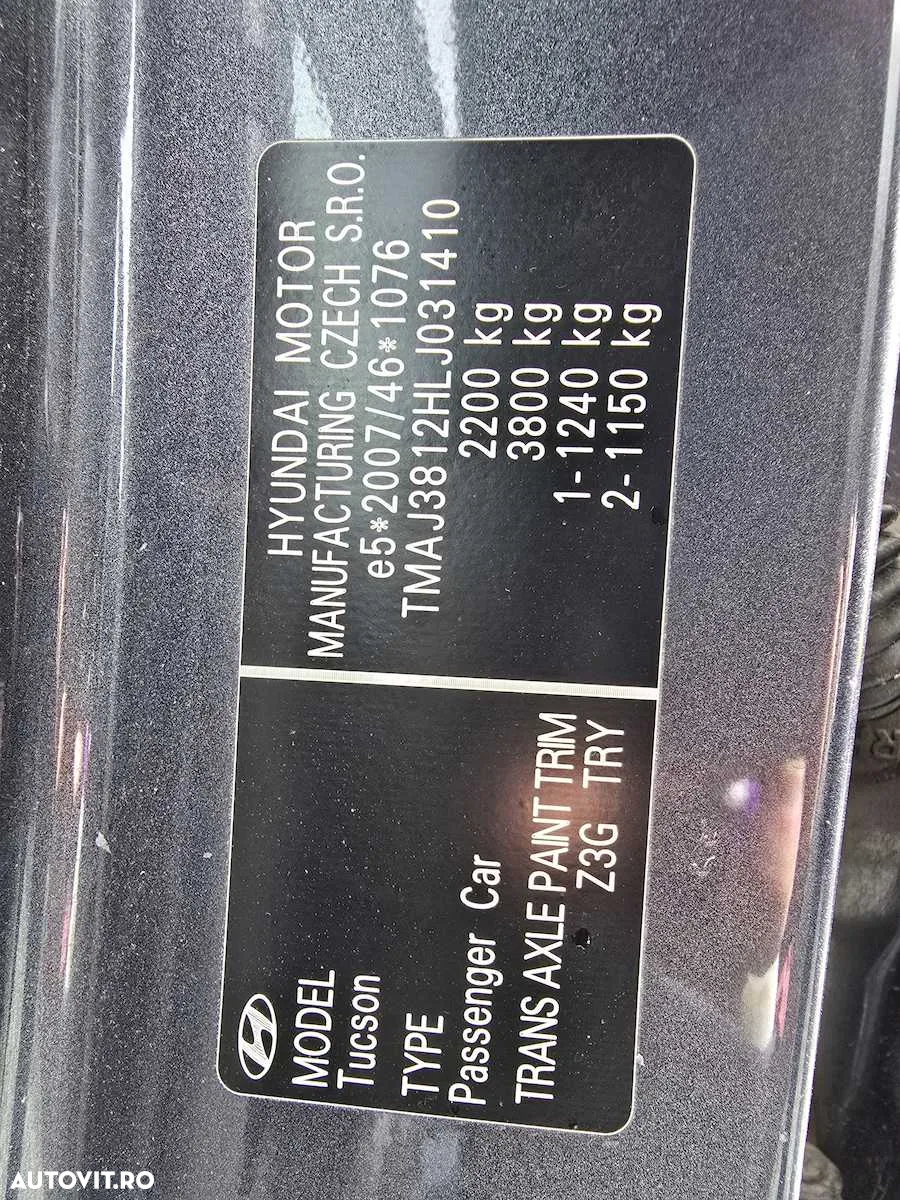 MODEL
Tucson
TYPE
Passenger Car
TRANS AXLE PAINT TRIM
Z3G TRY
HYUNDAI MOTOR
MANUFACTURING CZECH S.R.O.
e5*2007/46*1076
TMAJ3812HLJ031410
2200 kg
3800 kg
1-1240 kg
2-1150 kg
AUTOVIT.RO